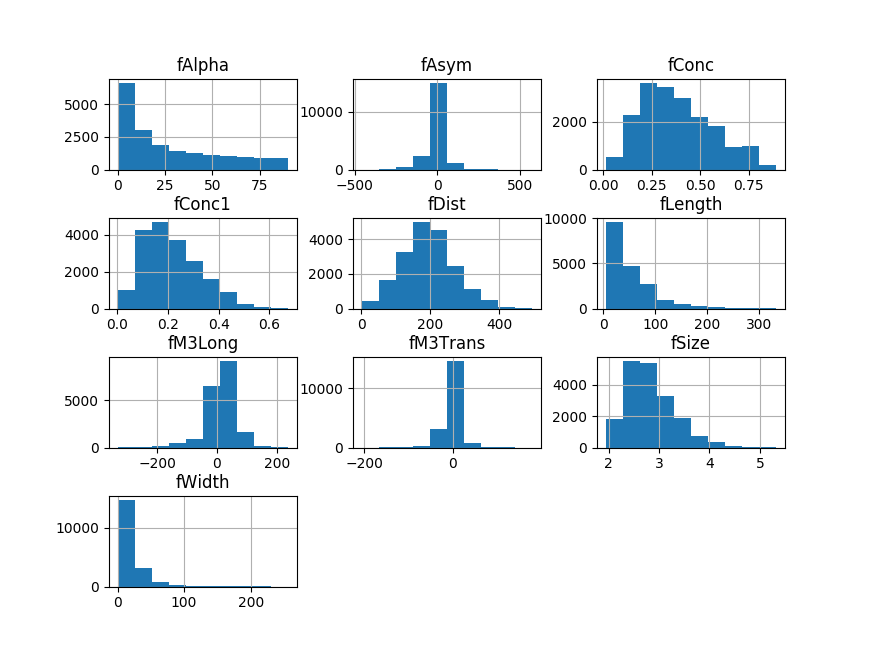 fAlpha fAsym fConc
5000
2500
0
0 25 50 75
10000
0
−500 0 500
2000
0
0.00 0.25 0.50 0.75
fConc1 fDist fLength
4000
2000
0
0.0 0.2 0.4 0.6
4000
2000
0
0 200 400
10000
5000
0
0 100 200 300
fM3Long fM3Trans fSize
5000
0
−200 0 200
10000
0
−200 0
4000
2000
0
2 3 4 5
fWidth
10000
0
0 100 200